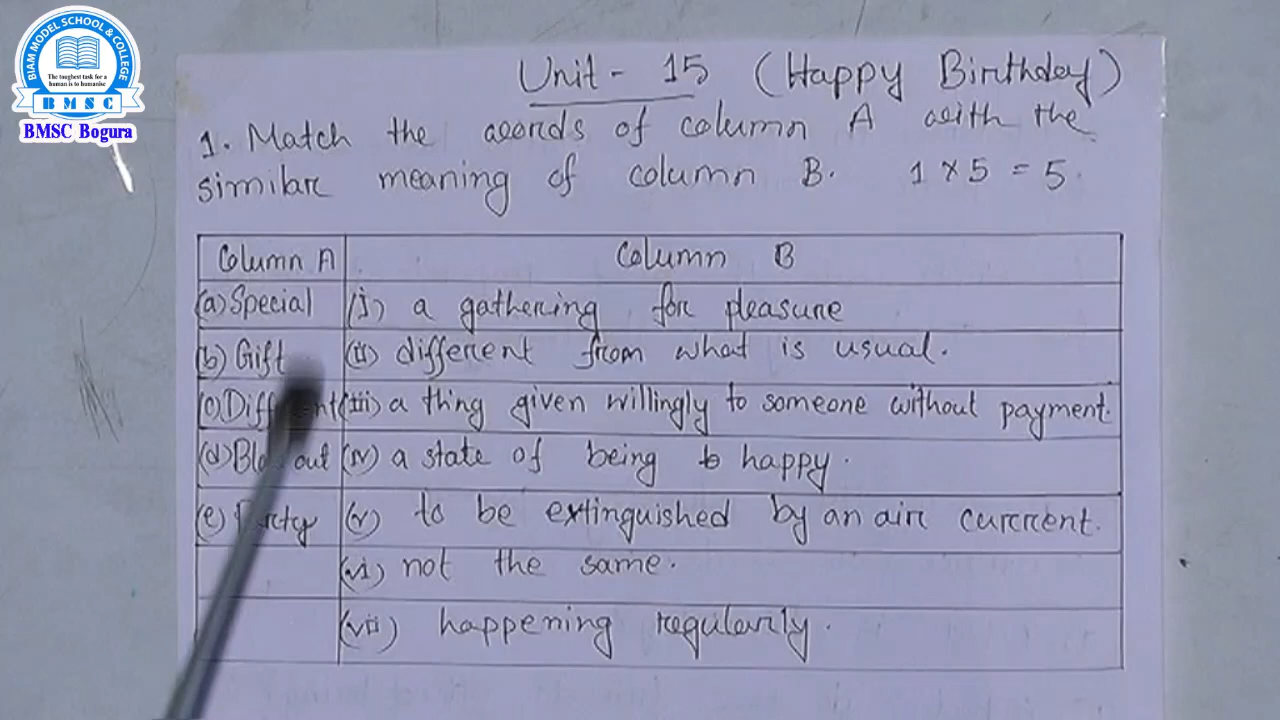 BIAM MODEL SCHOOL & COLLEGE
The toughest task for a
human is to humanise
BMSC
BMSC Bogura
Unit - 15 (Happy Birthday)
1. Match the words of column A with the
similar meaning of column B. 1 × 5 = 5.
Column A Column B
(a) Special (i) a gathering for pleasure
(b) Gift (ii) different from what is usual.
(c) Different (iii) a thing given willingly to someone without payment.
(d) Blow out (iv) a state of being happy.
(e) Party (v) to be extinguished by an air current.
(vi) not the same.
(vii) happening regularly.